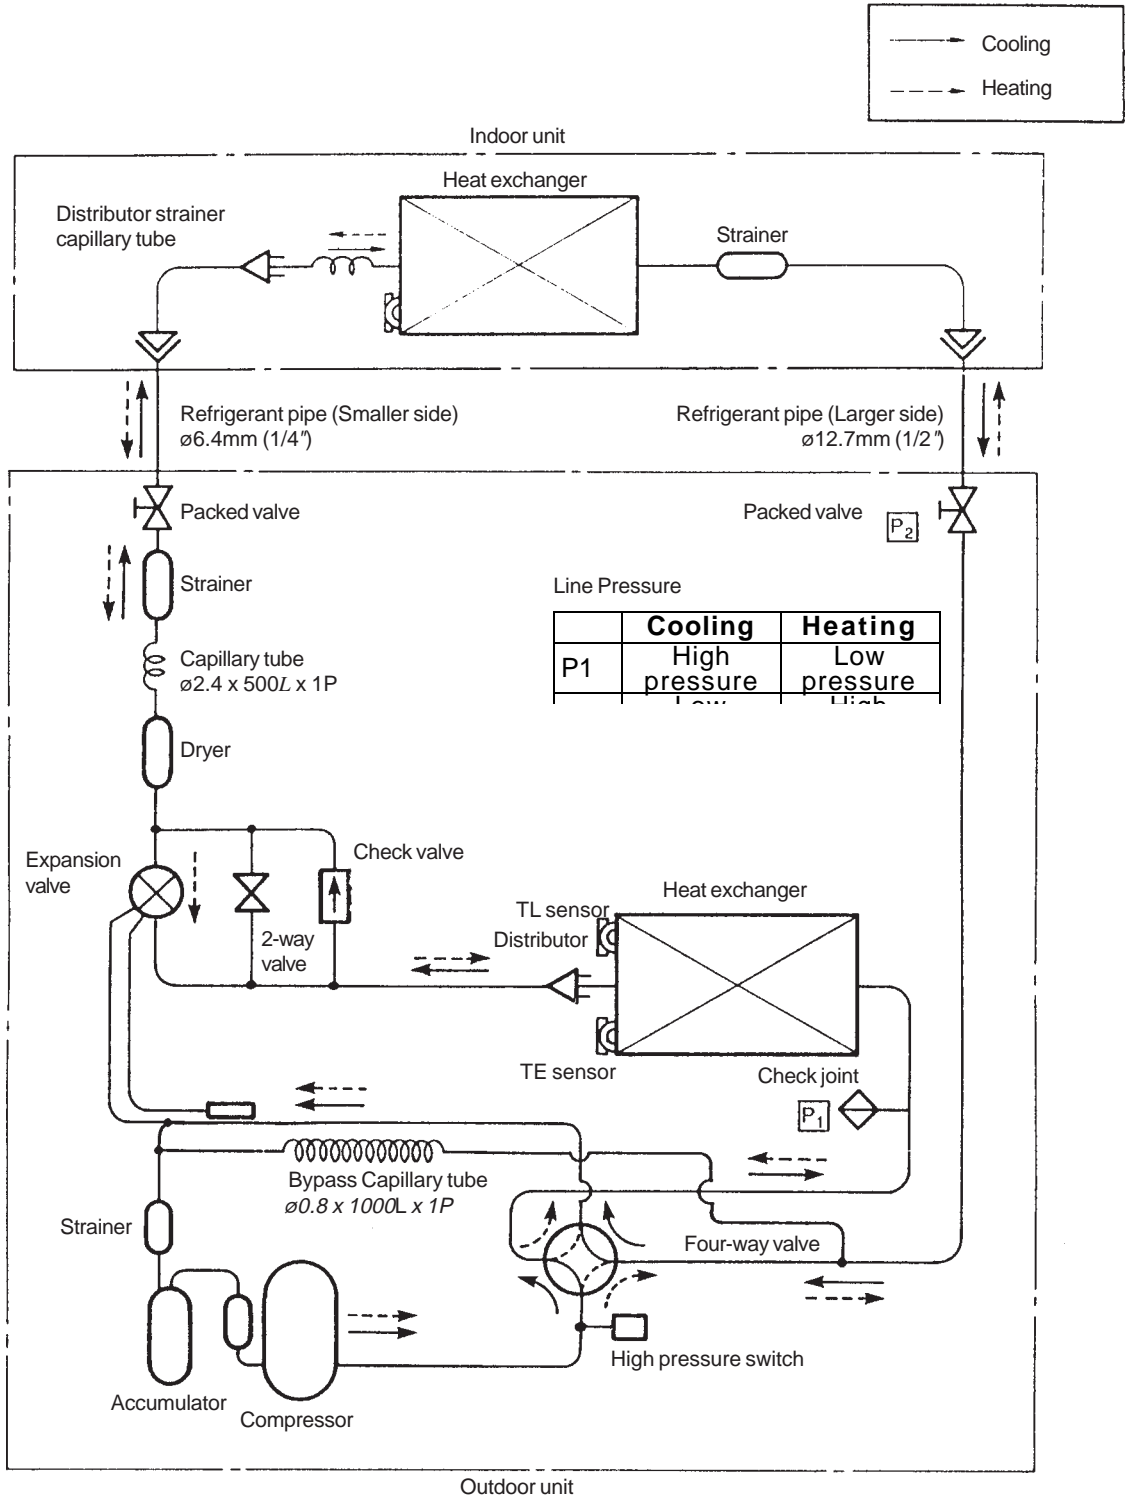 Cooling
Heating
Indoor unit
Heat exchanger
Distributor strainer
capillary tube
Strainer
Refrigerant pipe (Smaller side)
ø6.4mm (1/4")
Refrigerant pipe (Larger side)
ø12.7mm (1/2")
Packed valve
Packed valve
P2
Strainer
Line Pressure
Cooling Heating
P1 High pressure Low pressure
Low High
Capillary tube
ø2.4 x 500L x 1P
Dryer
Expansion
valve
Check valve
2-way
valve
Heat exchanger
TL sensor
Distributor
TE sensor
Check joint
P1
Bypass Capillary tube
ø0.8 x 1000L x 1P
Strainer
Four-way valve
High pressure switch
Accumulator
Compressor
Outdoor unit